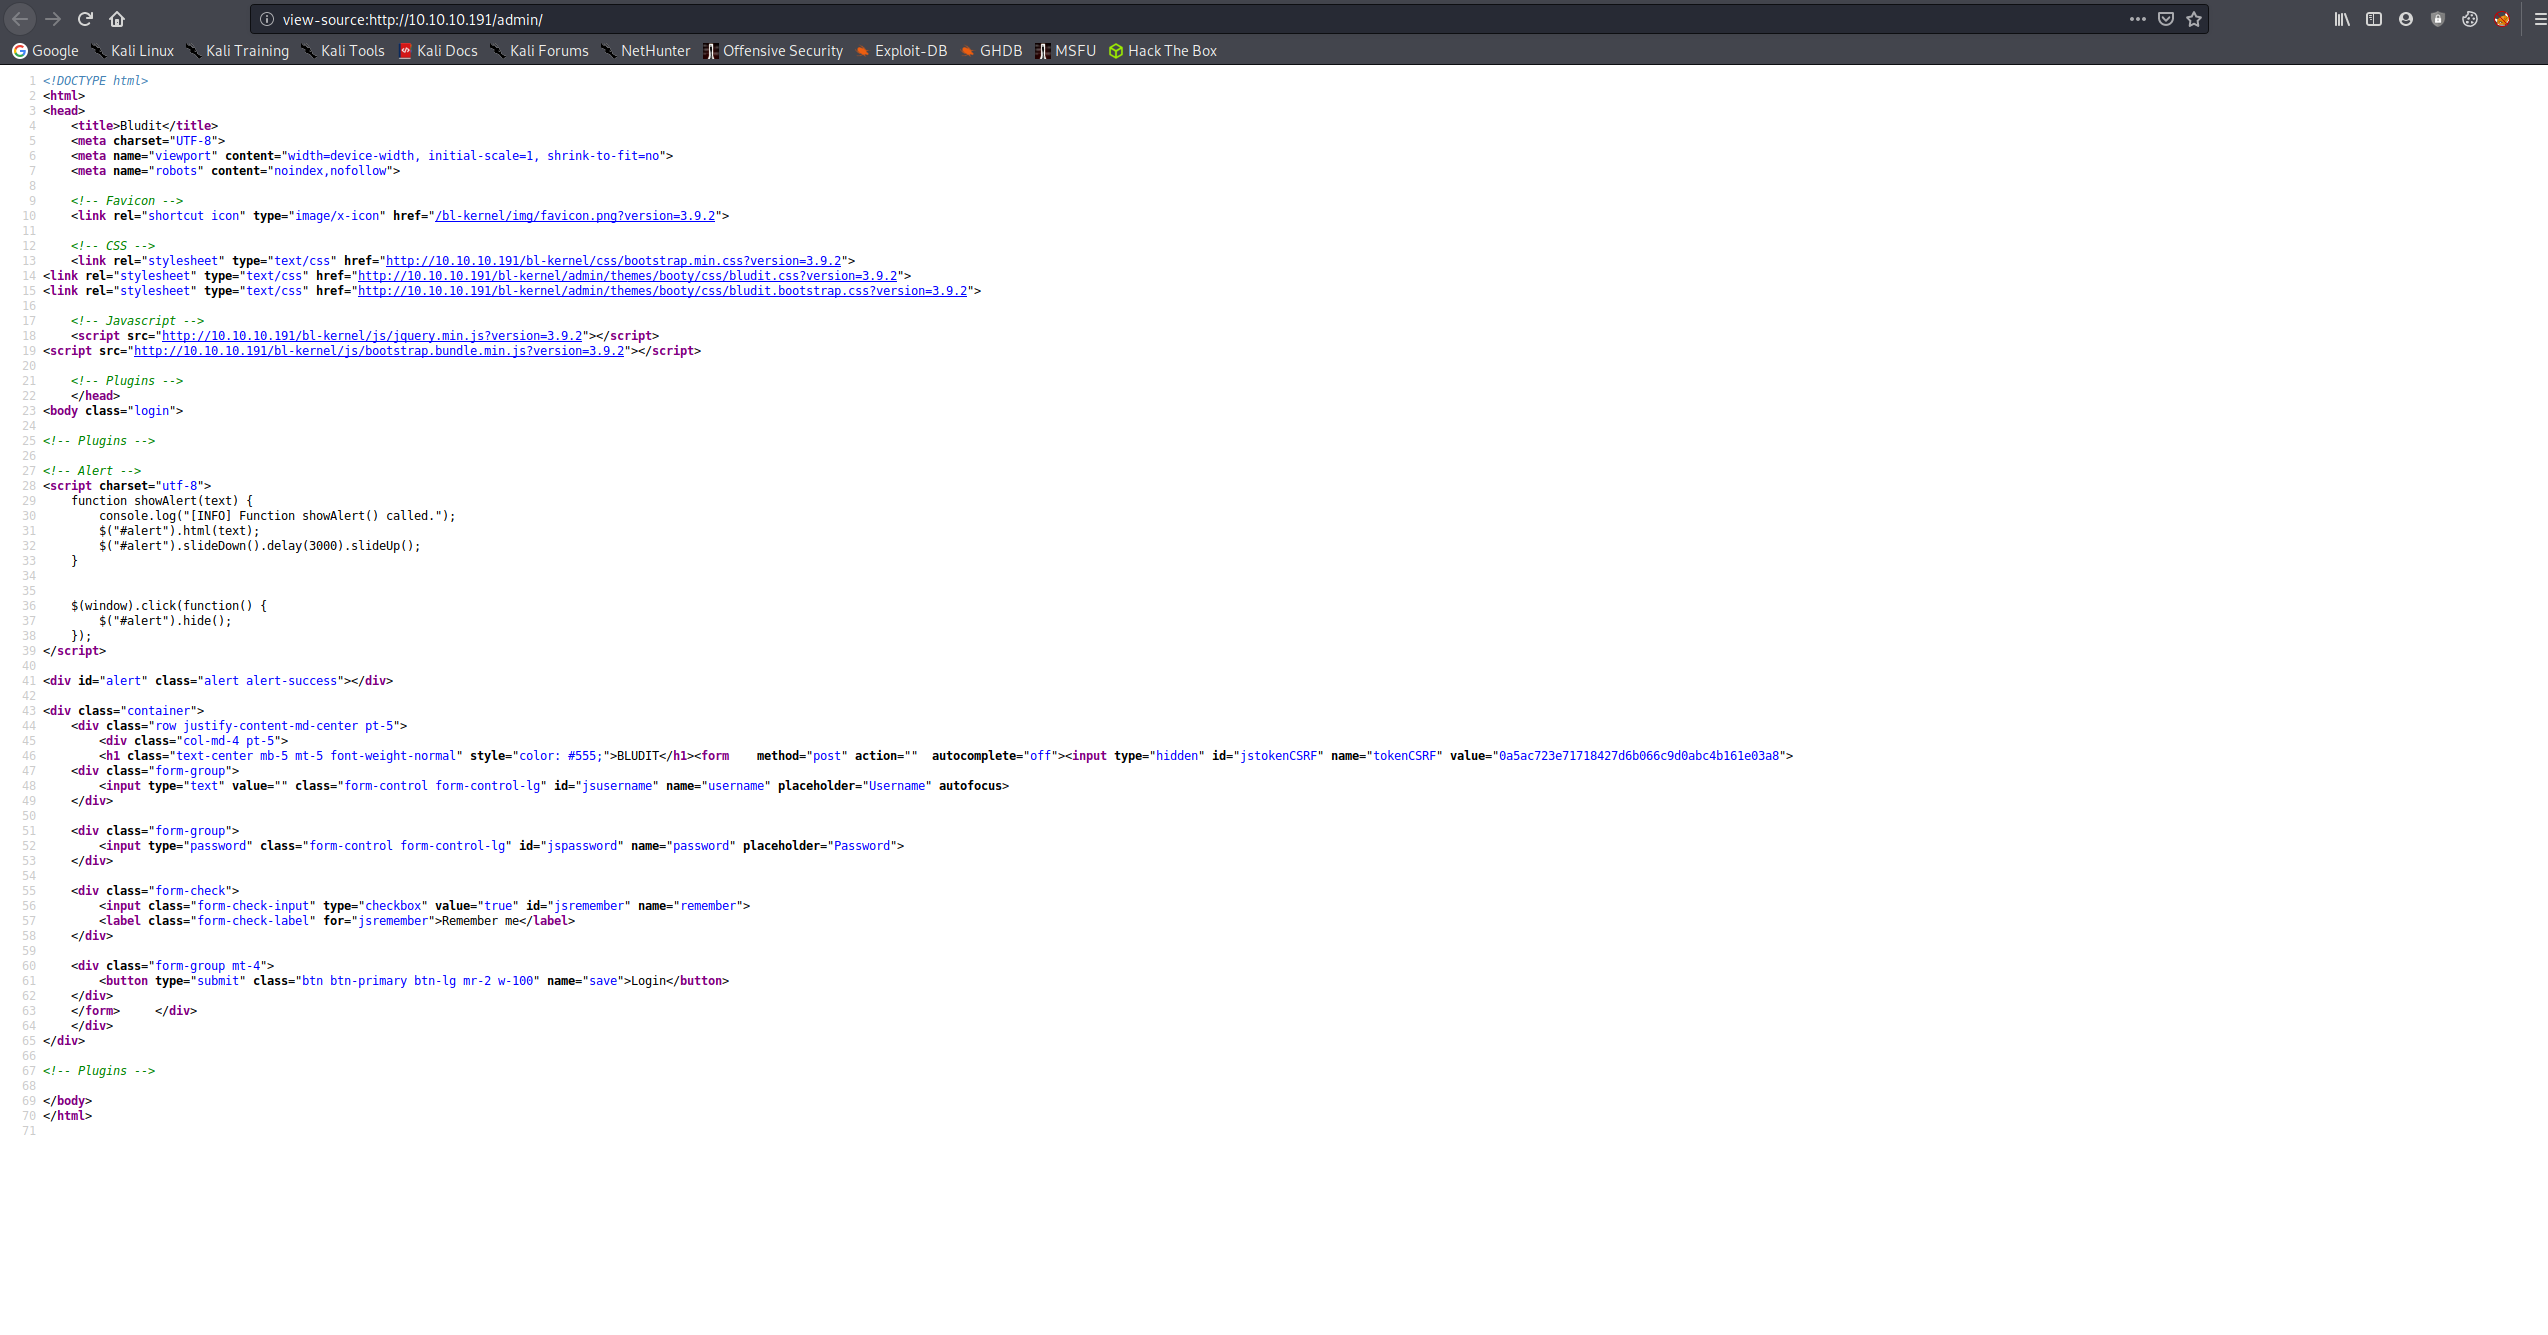 view-source:http://10.10.10.191/admin/
Google Kali Linux Kali Training Kali Tools Kali Docs Kali Forums NetHunter Offensive Security Exploit-DB GHDB MSFU Hack The Box
1 <!DOCTYPE html>
2 <html>
3 <head>
4     <title>Bludit</title>
5     <meta charset="UTF-8">
6     <meta name="viewport" content="width=device-width, initial-scale=1, shrink-to-fit=no">
7     <meta name="robots" content="noindex,nofollow">
8
9     <!-- Favicon -->
10     <link rel="shortcut icon" type="image/x-icon" href="/bl-kernel/img/favicon.png?version=3.9.2">
11
12     <!-- CSS -->
13     <link rel="stylesheet" type="text/css" href="http://10.10.10.191/bl-kernel/css/bootstrap.min.css?version=3.9.2">
14 <link rel="stylesheet" type="text/css" href="http://10.10.10.191/bl-kernel/admin/themes/booty/css/bludit.css?version=3.9.2">
15 <link rel="stylesheet" type="text/css" href="http://10.10.10.191/bl-kernel/admin/themes/booty/css/bludit.bootstrap.css?version=3.9.2">
16
17     <!-- Javascript -->
18     <script src="http://10.10.10.191/bl-kernel/js/jquery.min.js?version=3.9.2"></script>
19 <script src="http://10.10.10.191/bl-kernel/js/bootstrap.bundle.min.js?version=3.9.2"></script>
20
21     <!-- Plugins -->
22     </head>
23 <body class="login">
24
25 <!-- Plugins -->
26
27 <!-- Alert -->
28 <script charset="utf-8">
29     function showAlert(text) {
30         console.log("[INFO] Function showAlert() called.");
31         $("#alert").html(text);
32         $("#alert").slideDown().delay(3000).slideUp();
33     }
34
35
36     $(window).click(function() {
37         $("#alert").hide();
38     });
39 </script>
40
41 <div id="alert" class="alert alert-success"></div>
42
43 <div class="container">
44     <div class="row justify-content-md-center pt-5">
45         <div class="col-md-4 pt-5">
46         <h1 class="text-center mb-5 mt-5 font-weight-normal" style="color: #555;">BLUDIT</h1><form    method="post" action=""  autocomplete="off"><input type="hidden" id="jstokenCSRF" name="tokenCSRF" value="0a5ac723e71718427d6b066c9d0abc4b161e03a8">
47     <div class="form-group">
48         <input type="text" value="" class="form-control form-control-lg" id="jsusername" name="username" placeholder="Username" autofocus>
49     </div>
50
51     <div class="form-group">
52         <input type="password" class="form-control form-control-lg" id="jspassword" name="password" placeholder="Password">
53     </div>
54
55     <div class="form-check">
56         <input class="form-check-input" type="checkbox" value="true" id="jsremember" name="remember">
57         <label class="form-check-label" for="jsremember">Remember me</label>
58     </div>
59
60     <div class="form-group mt-4">
61         <button type="submit" class="btn btn-primary btn-lg mr-2 w-100" name="save">Login</button>
62     </div>
63     </form>     </div>
64     </div>
65 </div>
66
67 <!-- Plugins -->
68
69 </body>
70 </html>
71